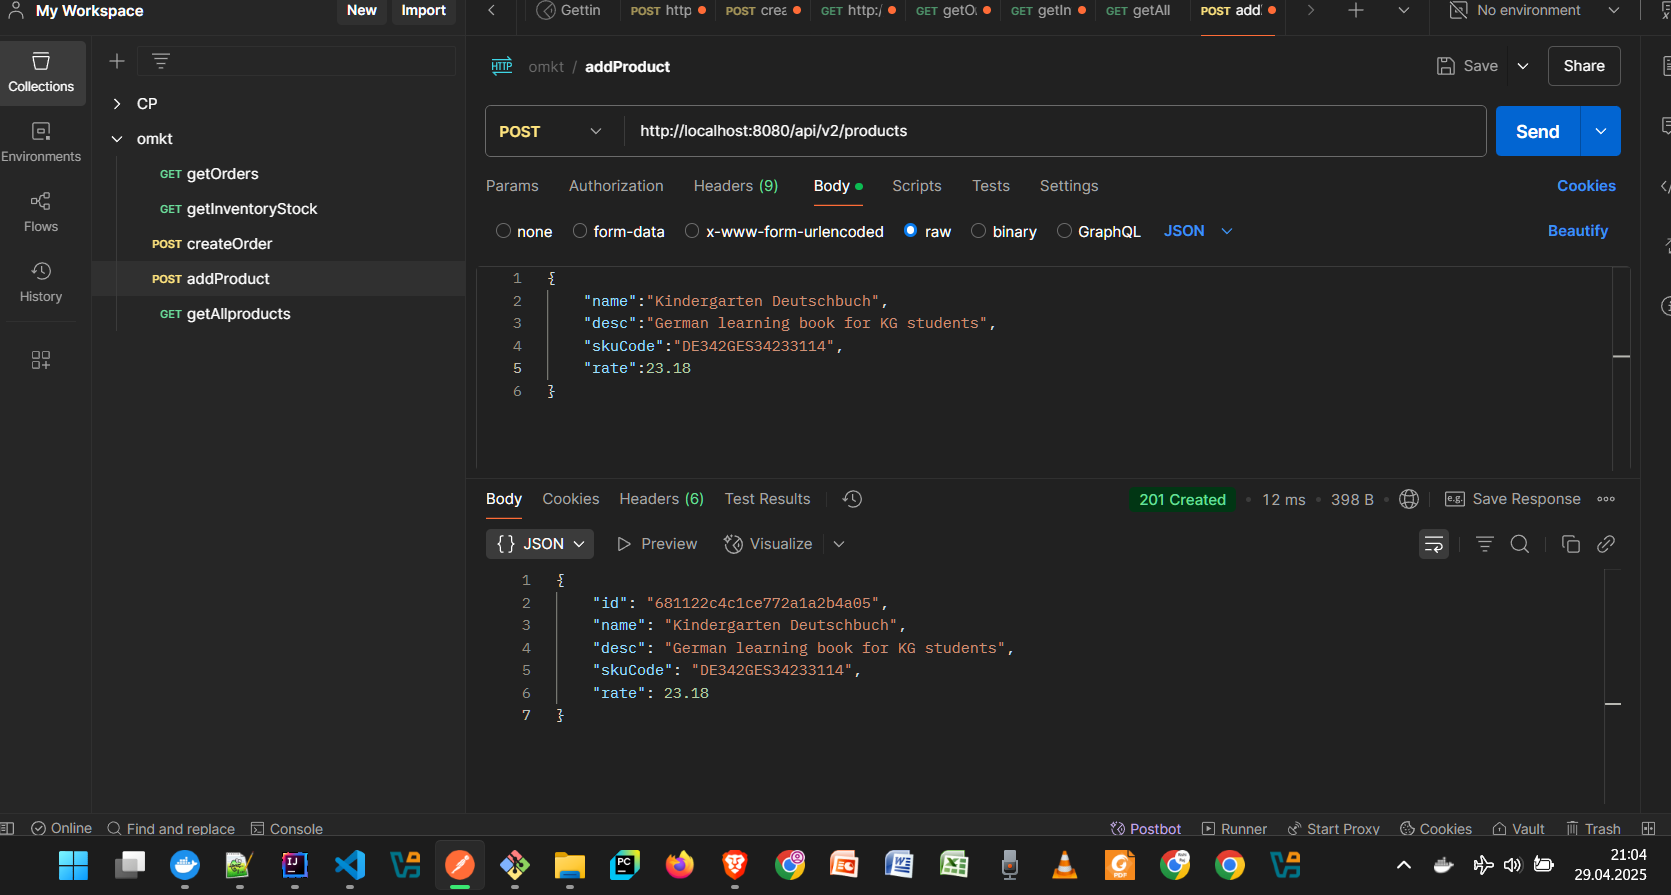 My Workspace New Import
Gettin POST http POST crea GET http:/ GET getO GET getIn GET getAll POST add No environment
Collections
Environments
Flows
History
CP
omkt
GET getOrders
GET getInventoryStock
POST createOrder
POST addProduct
GET getAllproducts
HTTP omkt / addProduct Save Share
POST http://localhost:8080/api/v2/products Send
Params Authorization Headers (9) Body Scripts Tests Settings Cookies
none form-data x-www-form-urlencoded raw binary GraphQL JSON Beautify
1 {
2 "name":"Kindergarten Deutschbuch",
3 "desc":"German learning book for KG students",
4 "skuCode":"DE342GES34233114",
5 "rate":23.18
6 }
Body Cookies Headers (6) Test Results 201 Created • 12 ms • 398 B • e.g. Save Response
{} JSON Preview Visualize
1 {
2 "id": "681122c4c1ce772a1a2b4a05",
3 "name": "Kindergarten Deutschbuch",
4 "desc": "German learning book for KG students",
5 "skuCode": "DE342GES34233114",
6 "rate": 23.18
7 }
Online Find and replace Console Postbot Runner Start Proxy Cookies Vault Trash
21:04
29.04.2025